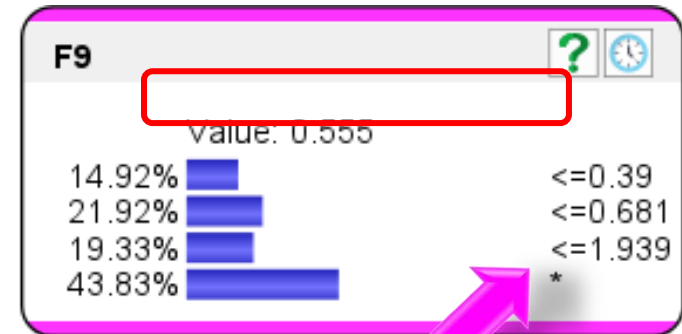 F9
Value: 0.555
14.92% <=0.39
21.92% <=0.681
19.33% <=1.939
43.83% *